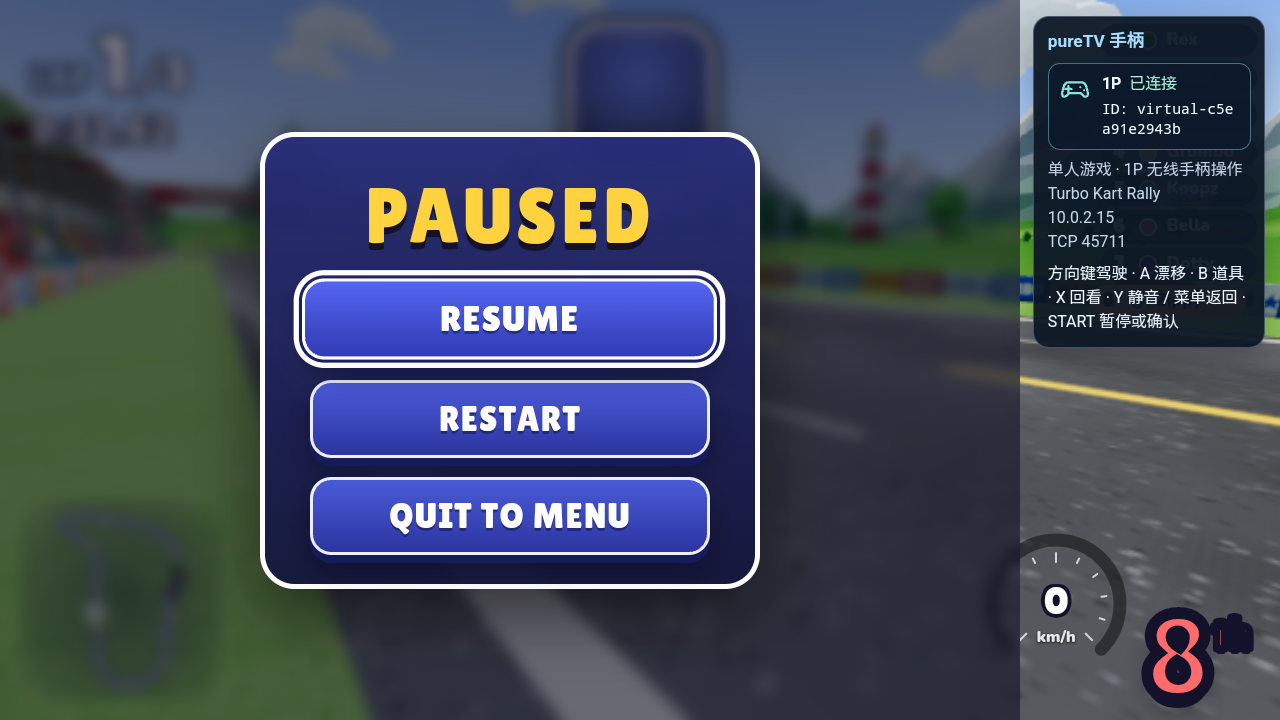 PAUSED
RESUME
RESTART
QUIT TO MENU
pureTV 手柄
1P 已连接
ID: virtual-c5e
a91e2943b
单人游戏 · 1P 无线手柄操作
Turbo Kart Rally
10.0.2.15
TCP 45711
方向键驾驶 · A 漂移 · B 道具
· X 回看 · Y 静音 / 菜单返回 ·
START 暂停或确认
Rex
Koopz
Bella
Dotty
0
km/h
8th